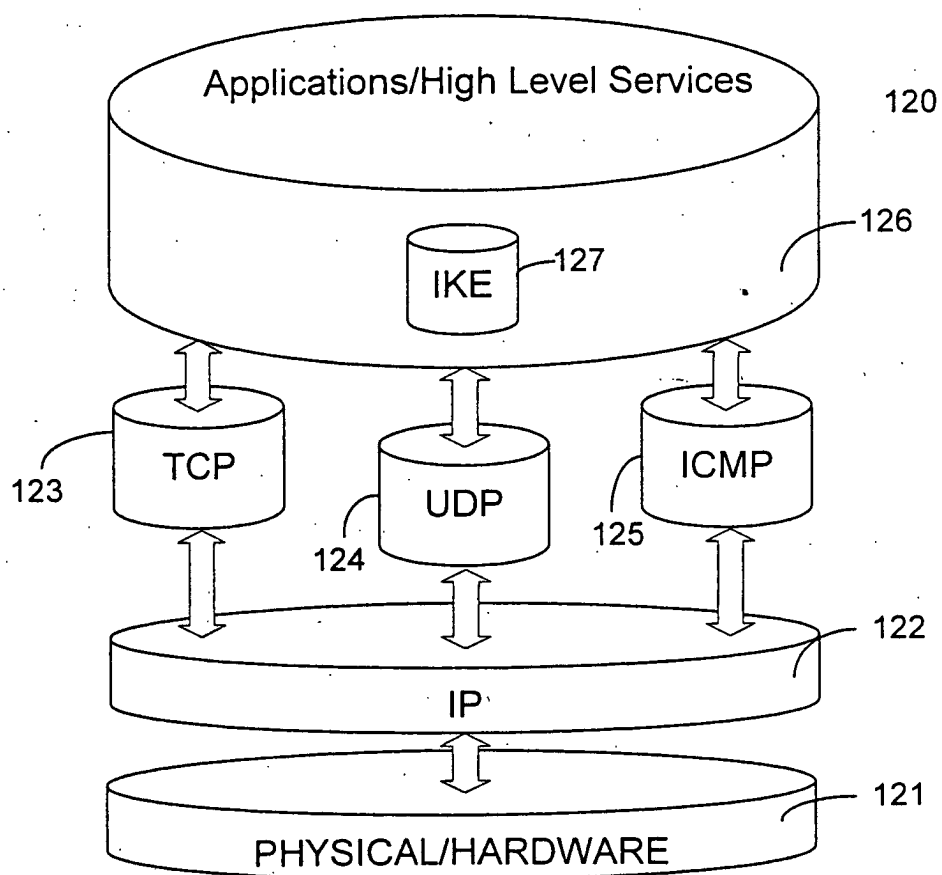 Applications/High Level Services
120
126
IKE
127
TCP
123
UDP
124
ICMP
125
122
IP
121
PHYSICAL/HARDWARE